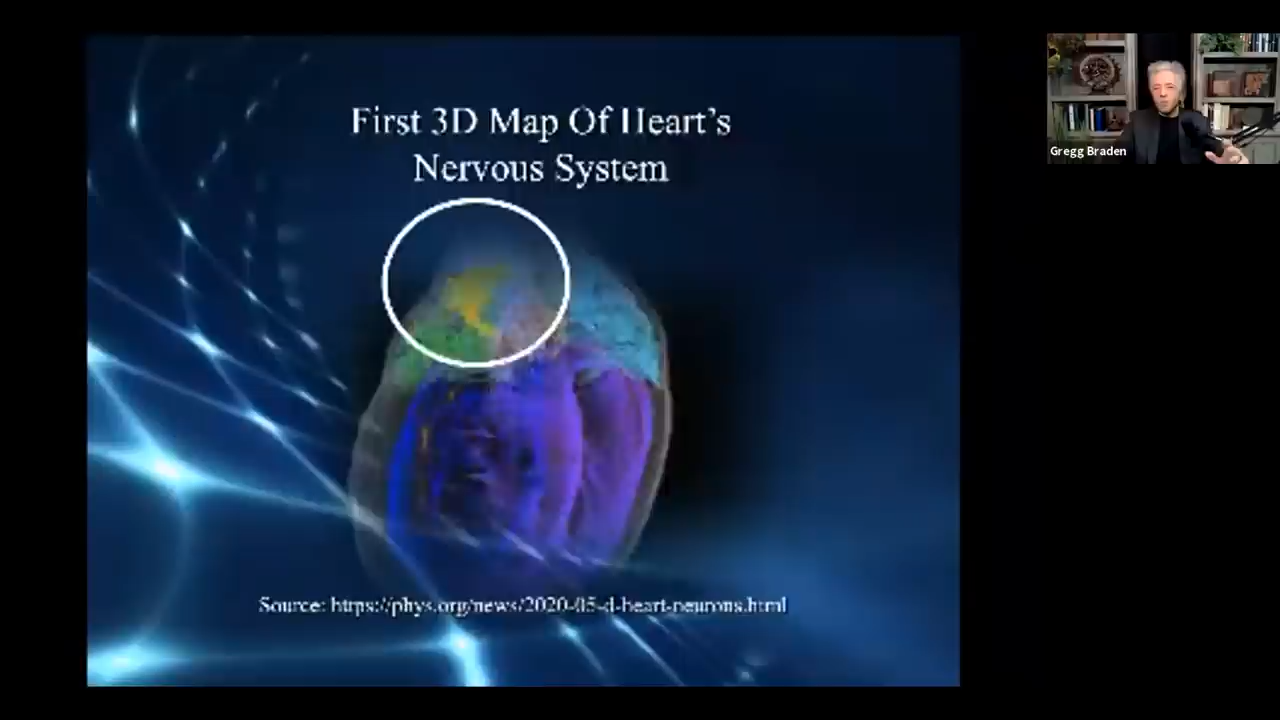 First 3D Map Of Heart's
Nervous System
Gregg Braden
Source: https://phys.org/news/2020-05-d-heart-neurons.html